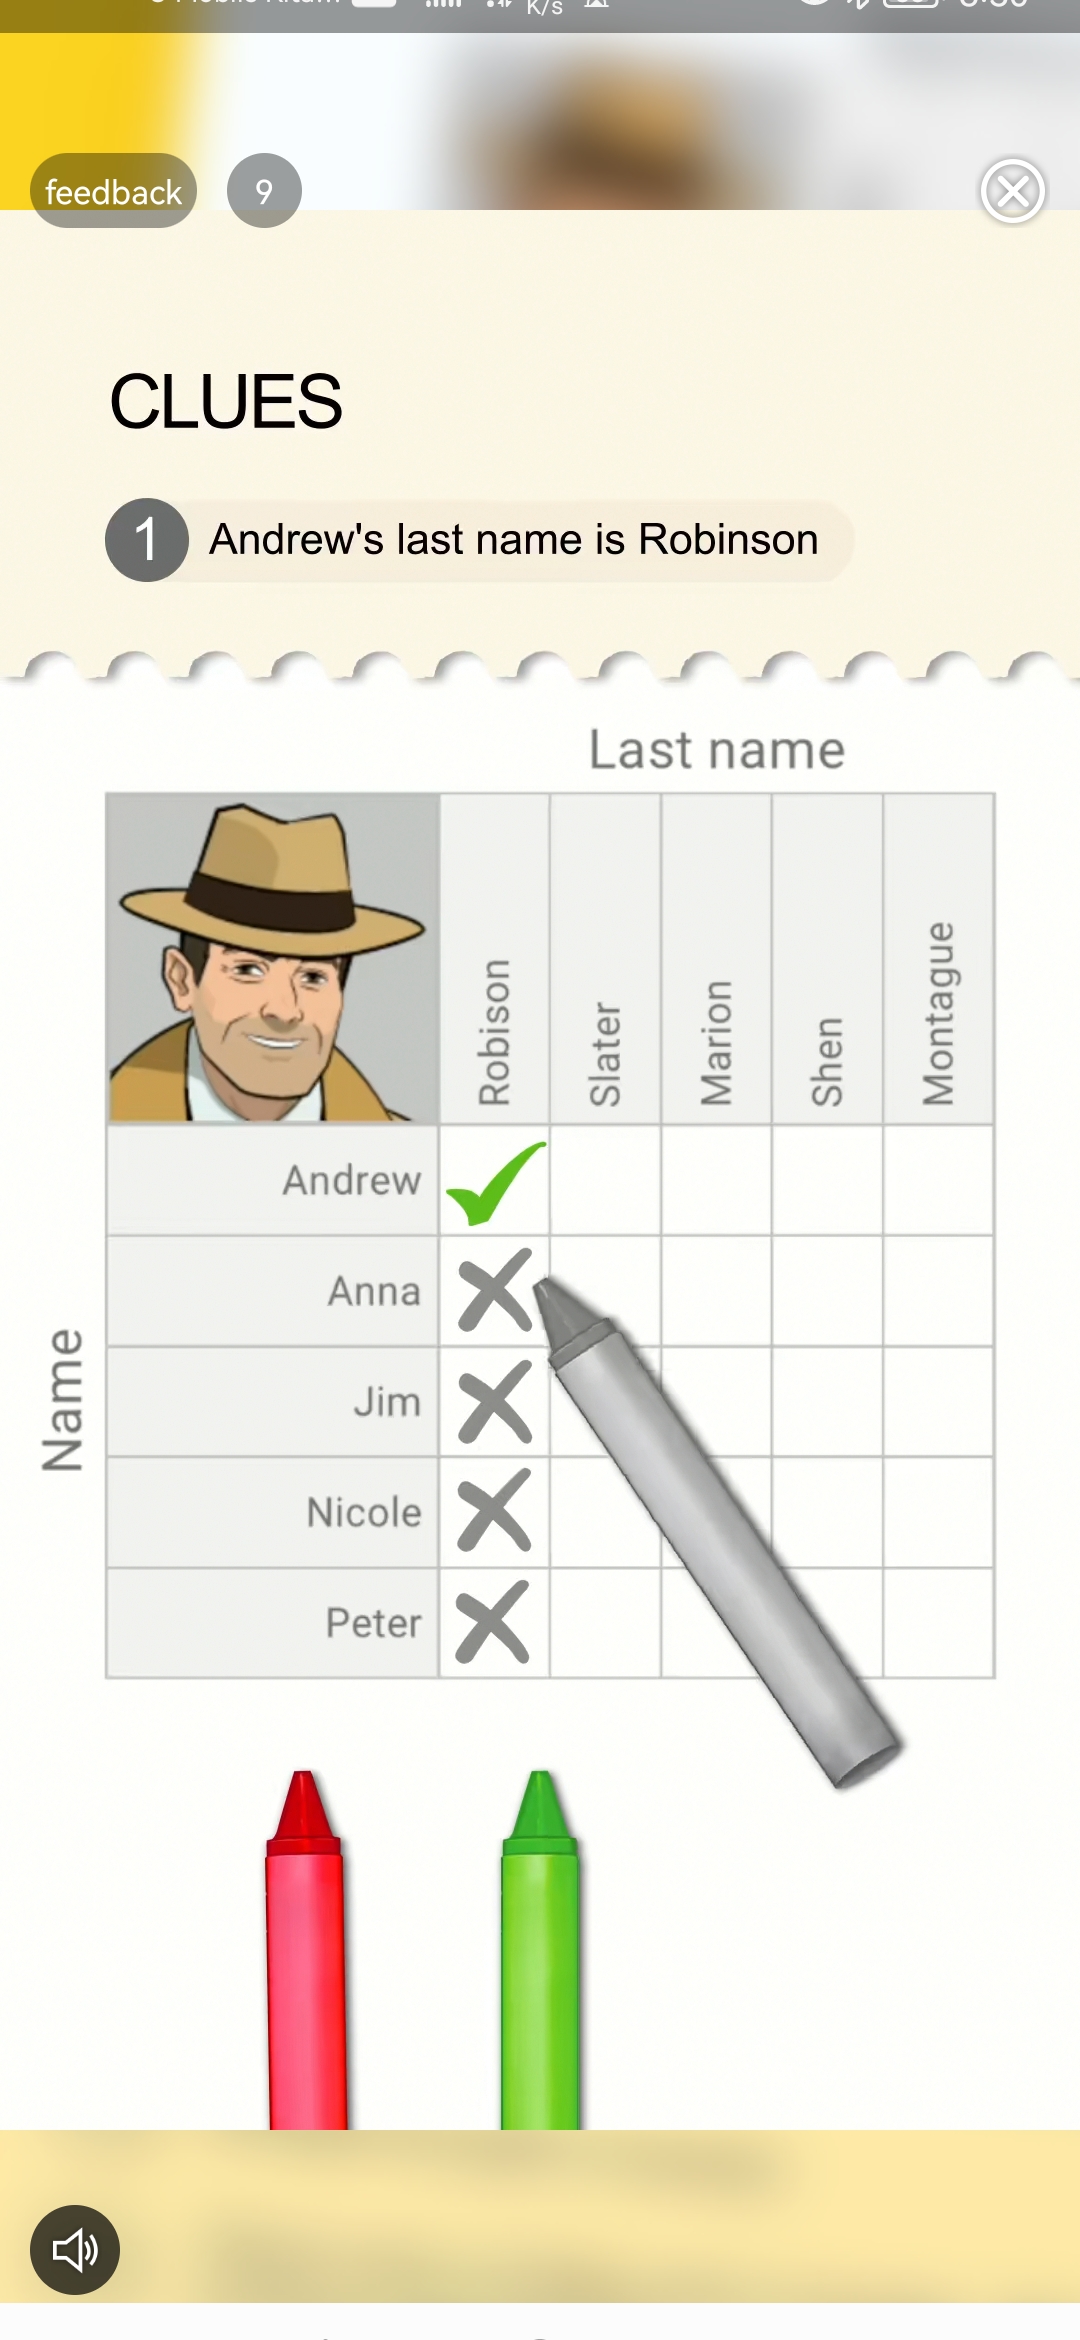 K/s
feedback
9
CLUES
1 Andrew's last name is Robinson
Last name
Robison
Slater
Marion
Shen
Montague
Name
Andrew
Anna
Jim
Nicole
Peter